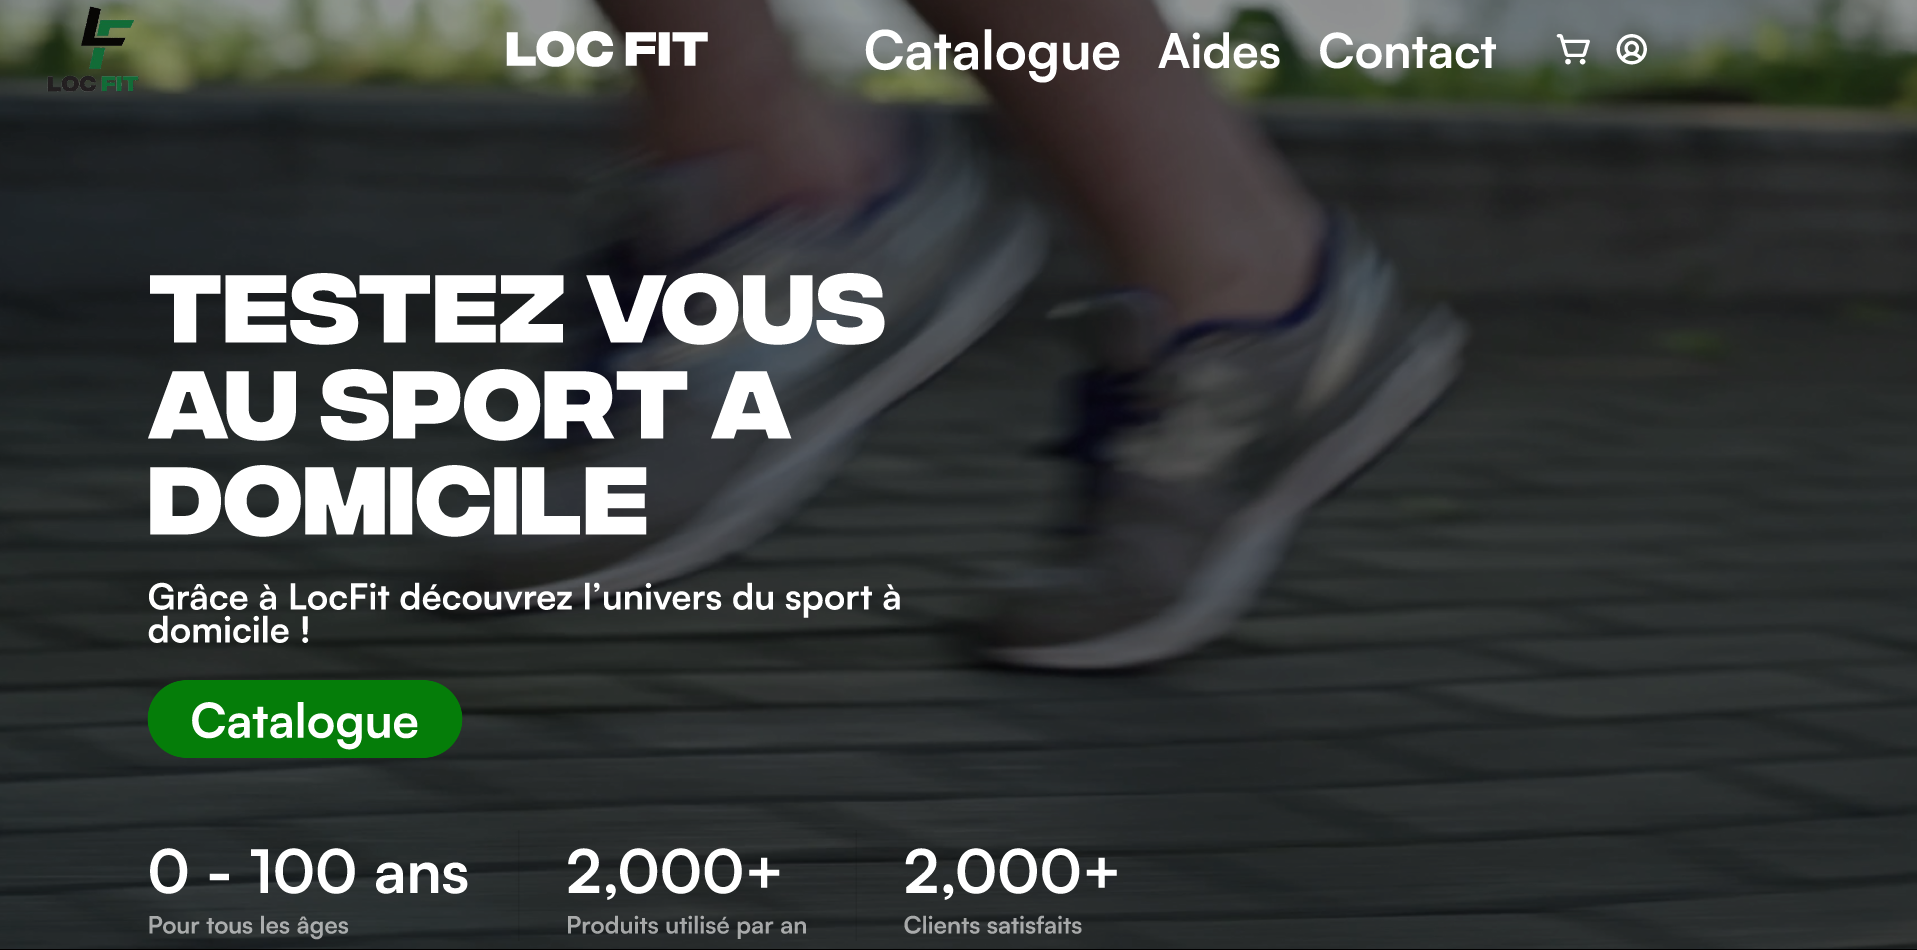 LOC FIT
LOC FIT
Catalogue Aides Contact
TESTEZ VOUS
AU SPORT A
DOMICILE
Grâce à LocFit découvrez l’univers du sport à
domicile !
Catalogue
0 - 100 ans 2,000+ 2,000+
Pour tous les âges Produits utilisé par an Clients satisfaits